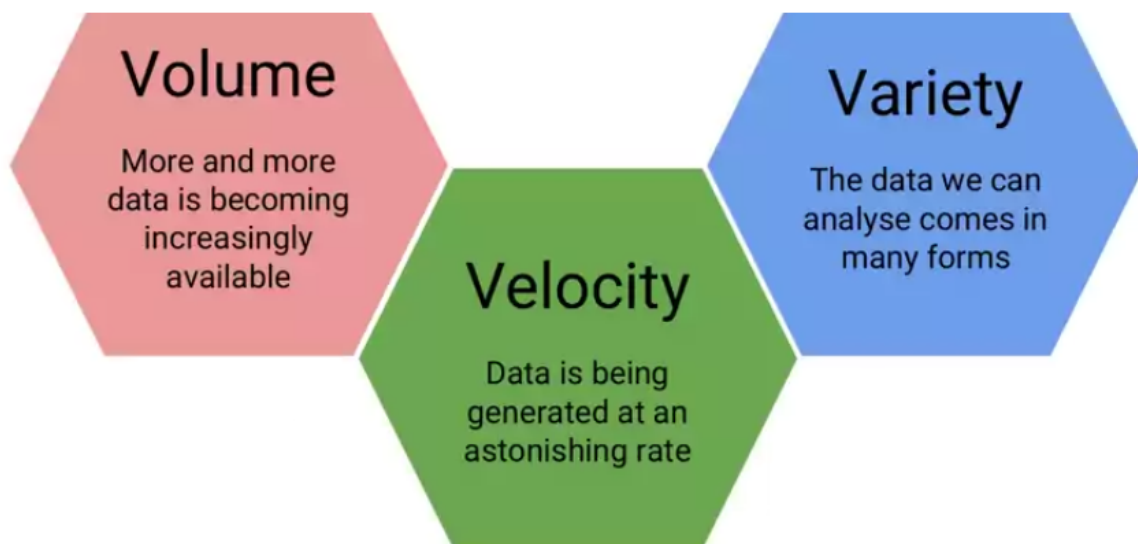 Volume
More and more
data is becoming
increasingly
available
Velocity
Data is being
generated at an
astonishing rate
Variety
The data we can
analyse comes in
many forms